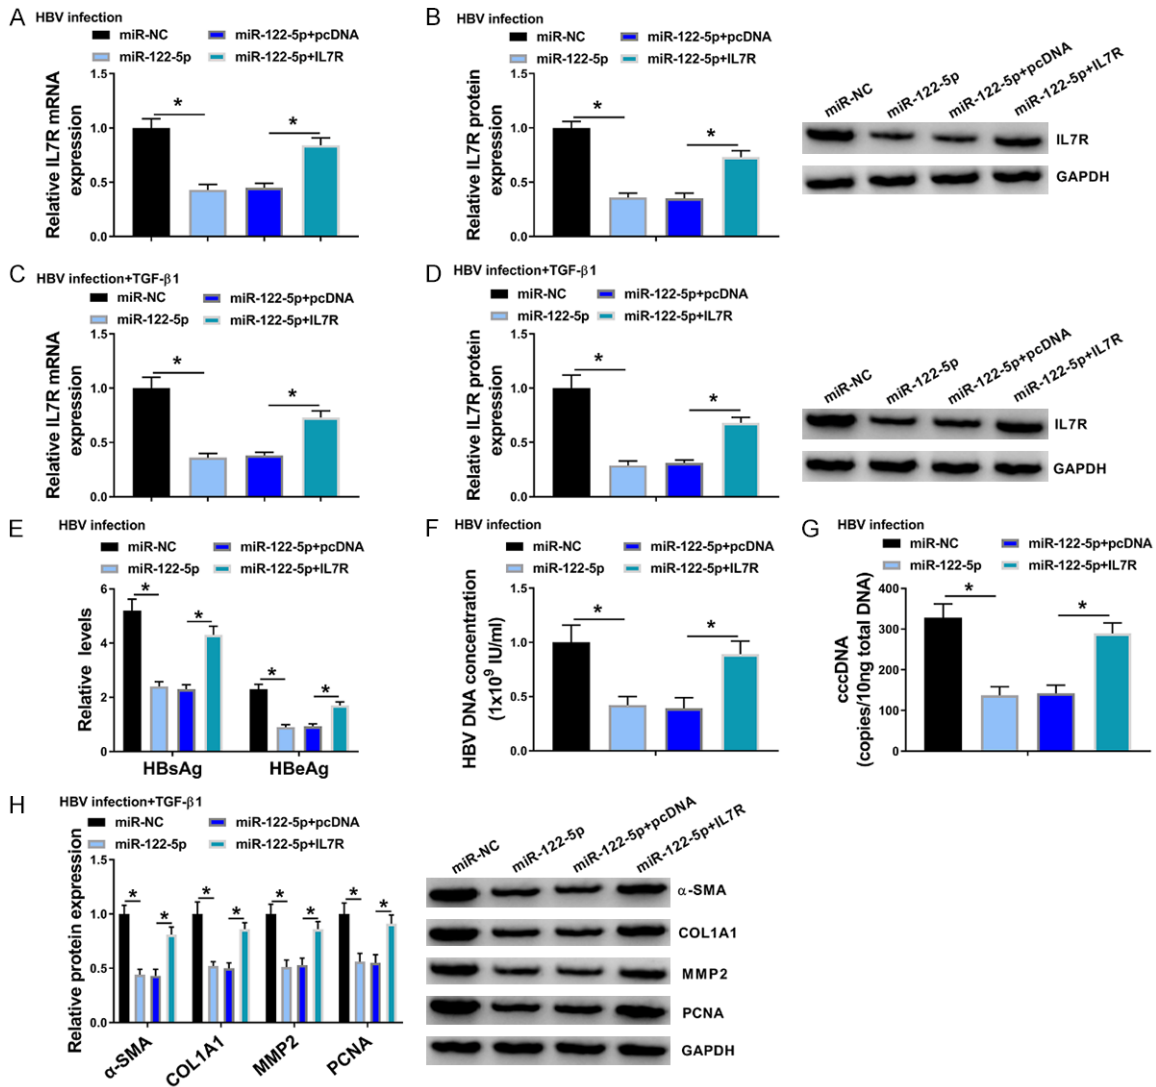 A HBV infection
miR-NC miR-122-5p+pcDNA
miR-122-5p miR-122-5p+IL7R
Relative IL7R mRNA
expression
1.5
1.0
0.5
0.0
*
*
B HBV infection
miR-NC miR-122-5p+pcDNA
miR-122-5p miR-122-5p+IL7R
Relative IL7R protein
expression
1.5
1.0
0.5
0.0
*
*
miR-NC
miR-122-5p
miR-122-5p+pcDNA
miR-122-5p+IL7R
IL7R
GAPDH
C HBV infection+TGF-β1
miR-NC miR-122-5p+pcDNA
miR-122-5p miR-122-5p+IL7R
Relative IL7R mRNA
expression
1.5
1.0
0.5
0.0
*
*
D HBV infection+TGF-β1
miR-NC miR-122-5p+pcDNA
miR-122-5p miR-122-5p+IL7R
Relative IL7R protein
expression
1.5
1.0
0.5
0.0
*
*
miR-NC
miR-122-5p
miR-122-5p+pcDNA
miR-122-5p+IL7R
IL7R
GAPDH
E HBV infection
miR-NC miR-122-5p+pcDNA
miR-122-5p miR-122-5p+IL7R
Relative levels
6
4
2
0
*
*
*
*
HBsAg HBeAg
F HBV infection
miR-NC miR-122-5p+pcDNA
miR-122-5p miR-122-5p+IL7R
HBV DNA concentration
(1x10⁹ IU/ml)
1.5
1.0
0.5
0.0
*
*
G HBV infection
miR-NC miR-122-5p+pcDNA
miR-122-5p miR-122-5p+IL7R
cccDNA
(copies/10ng total DNA)
400
300
200
100
0
*
*
H HBV infection+TGF-β1
miR-NC miR-122-5p+pcDNA
miR-122-5p miR-122-5p+IL7R
Relative protein expression
1.5
1.0
0.5
0.0
*
*
*
*
*
*
*
*
α-SMA
COL1A1
MMP2
PCNA
miR-NC
miR-122-5p
miR-122-5p+pcDNA
miR-122-5p+IL7R
α-SMA
COL1A1
MMP2
PCNA
GAPDH